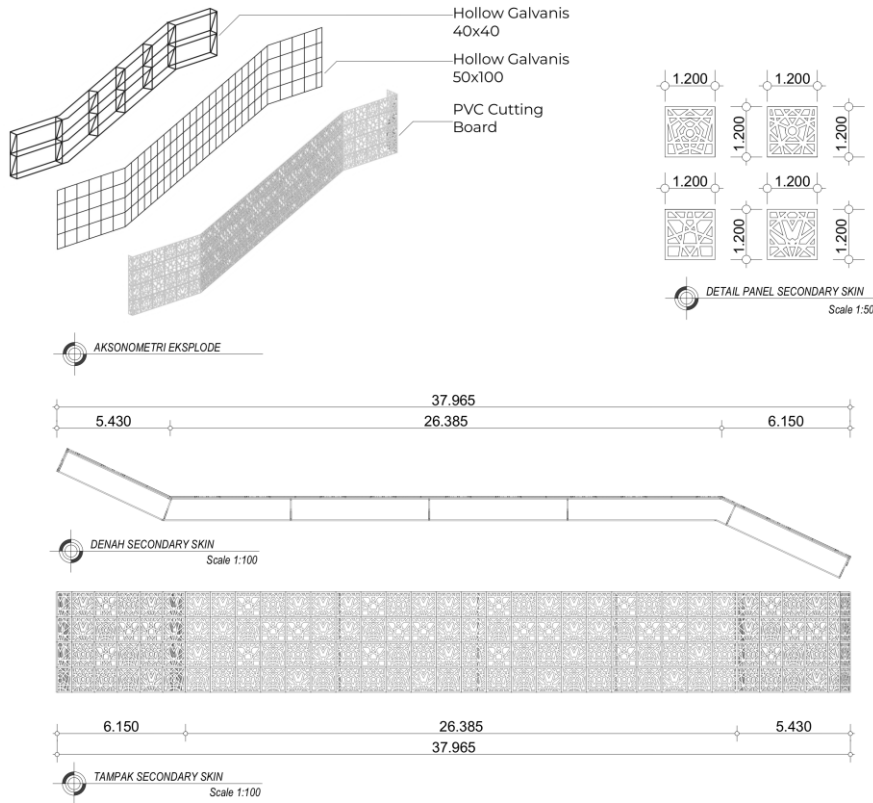 Hollow Galvanis
40x40
Hollow Galvanis
50x100
PVC Cutting
Board
1.200
1.200
1.200
1.200
1.200
1.200
1.200
1.200
DETAIL PANEL SECONDARY SKIN
Scale 1:50
AKSONOMETRI EKSPLODE
37.965
5.430
26.385
6.150
DENAH SECONDARY SKIN
Scale 1:100
6.150
26.385
5.430
37.965
TAMPAK SECONDARY SKIN
Scale 1:100